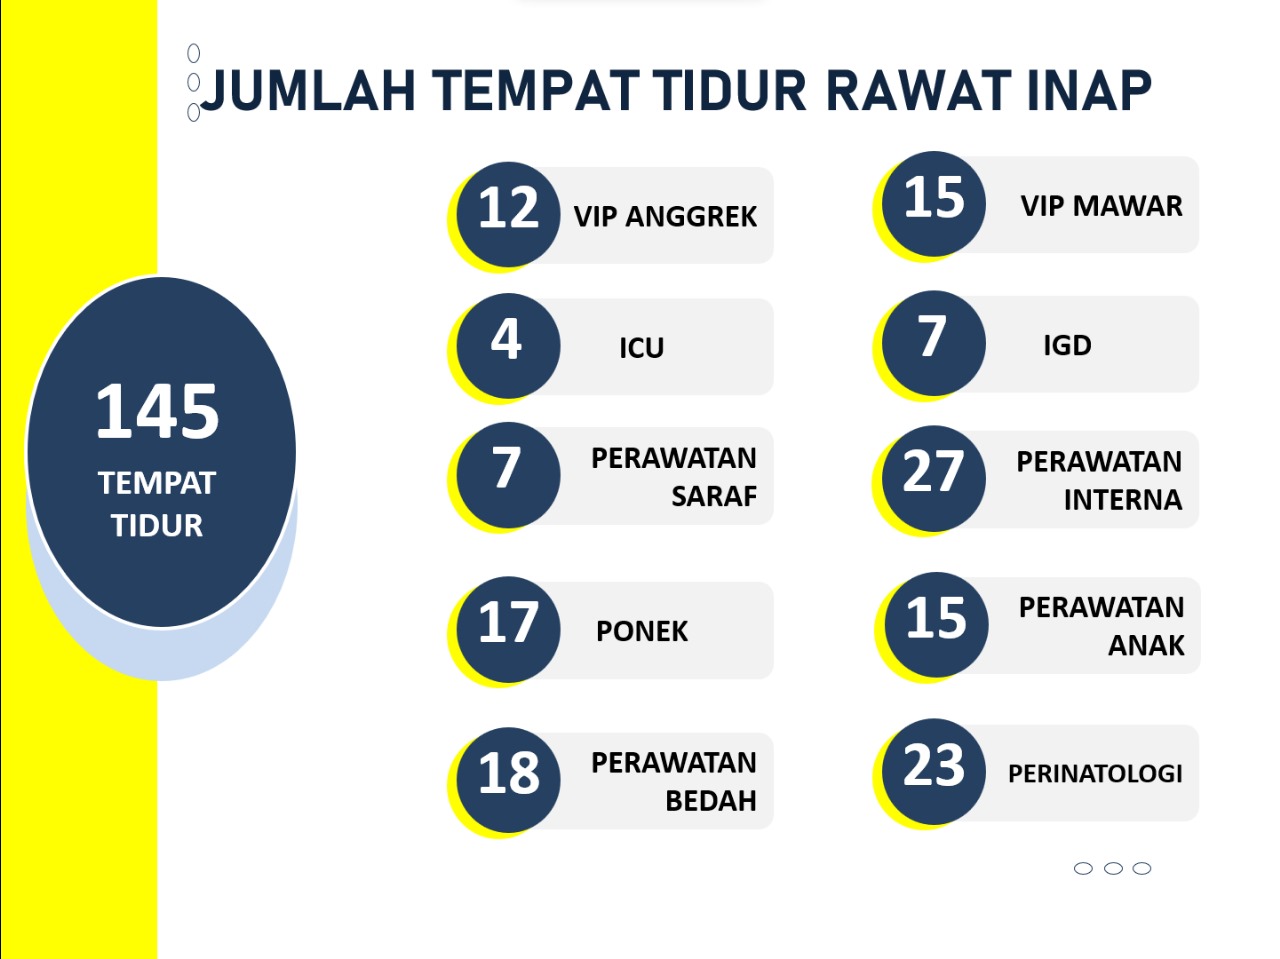 JUMLAH TEMPAT TIDUR RAWAT INAP
145
TEMPAT
TIDUR
12
VIP ANGGREK
15
VIP MAWAR
4
ICU
7
IGD
7
PERAWATAN
SARAF
27
PERAWATAN
INTERNA
17
PONEK
15
PERAWATAN
ANAK
18
PERAWATAN
BEDAH
23
PERINATOLOGI